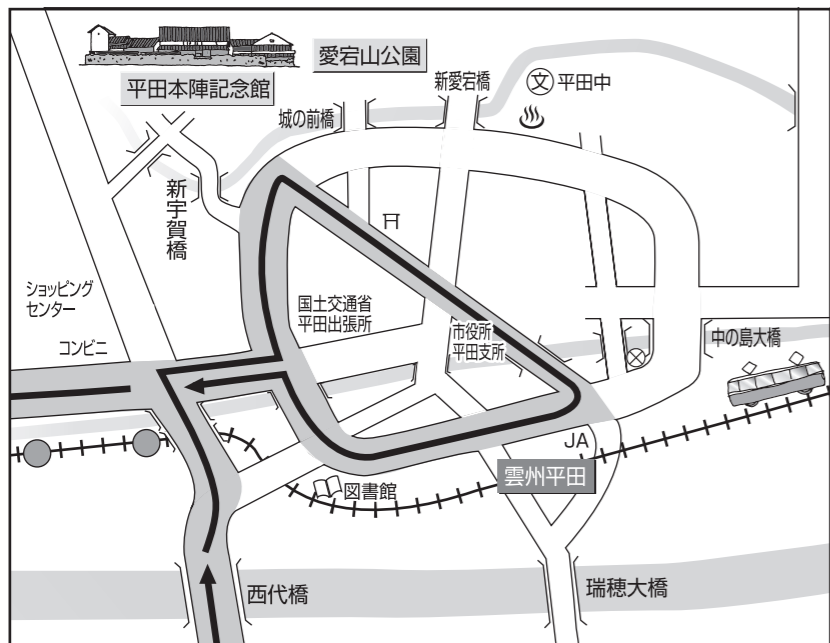 愛宕山公園
平田本陣記念館
新愛宕橋
文 平田中
城の前橋
新宇賀橋
ショッピング
センター
コンビニ
国土交通省
平田出張所
市役所
平田支所
中の島大橋
JA
雲州平田
図書館
西代橋
瑞穂大橋